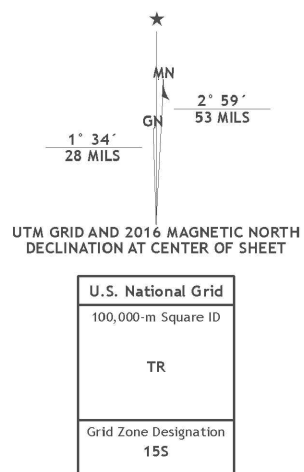 MN
GN
2° 59´
53 MILS
1° 34´
28 MILS
UTM GRID AND 2016 MAGNETIC NORTH
DECLINATION AT CENTER OF SHEET
U.S. National Grid
100,000-m Square ID
TR
Grid Zone Designation
15S